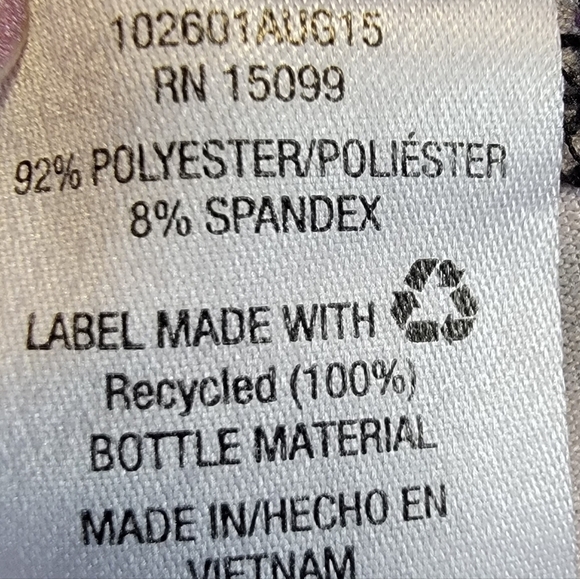 102601AUG15
RN 15099
92% POLYESTER/POLIÉSTER
8% SPANDEX
LABEL MADE WITH
Recycled (100%)
BOTTLE MATERIAL
MADE IN/HECHO EN
VIETNAM